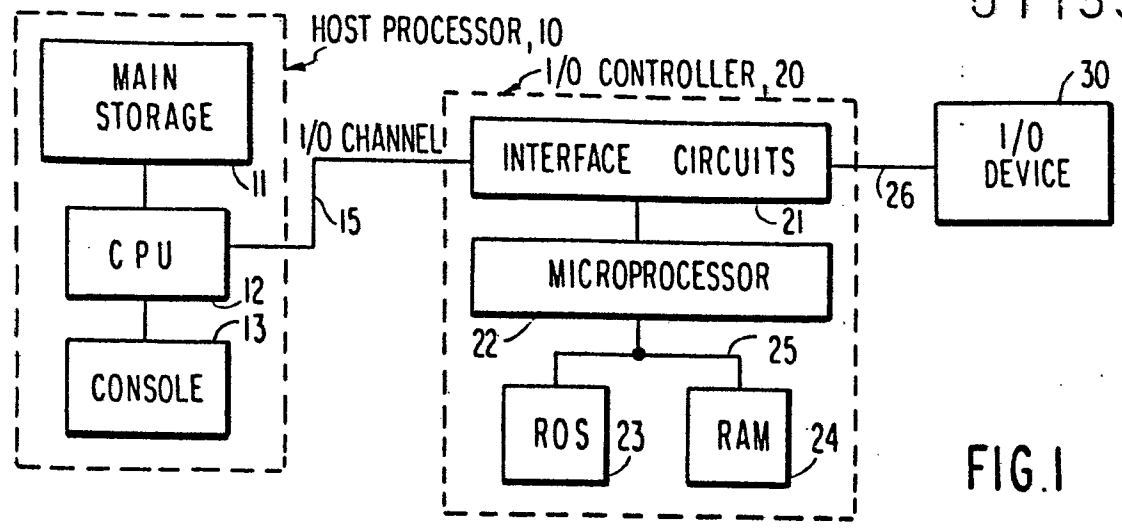 HOST PROCESSOR, 10
I/O CONTROLLER, 20
MAIN
STORAGE
11
CPU
12
13
CONSOLE
I/O CHANNEL
15
INTERFACE CIRCUITS
21
MICROPROCESSOR
22
25
ROS 23
RAM 24
26
30
I/O
DEVICE
FIG.1